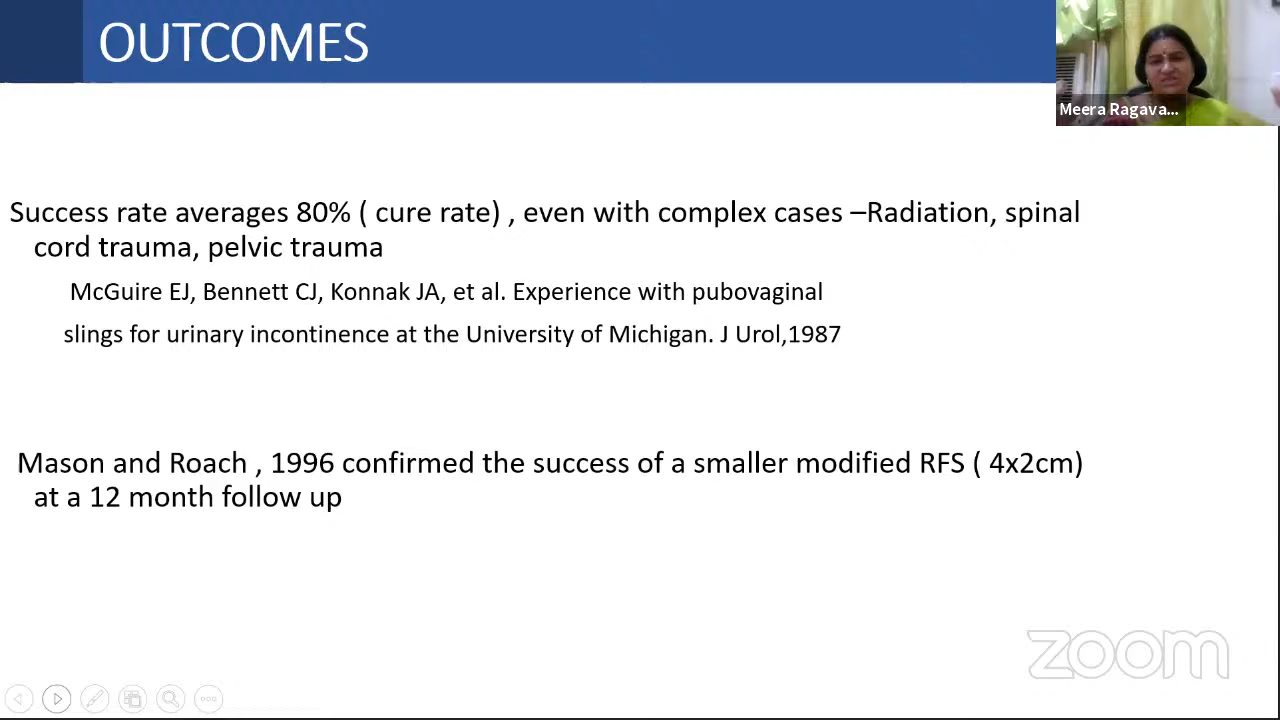 OUTCOMES
Meera Ragava...
Success rate averages 80% ( cure rate) , even with complex cases –Radiation, spinal
cord trauma, pelvic trauma
McGuire EJ, Bennett CJ, Konnak JA, et al. Experience with pubovaginal
slings for urinary incontinence at the University of Michigan. J Urol,1987
Mason and Roach , 1996 confirmed the success of a smaller modified RFS ( 4x2cm)
at a 12 month follow up
zoom